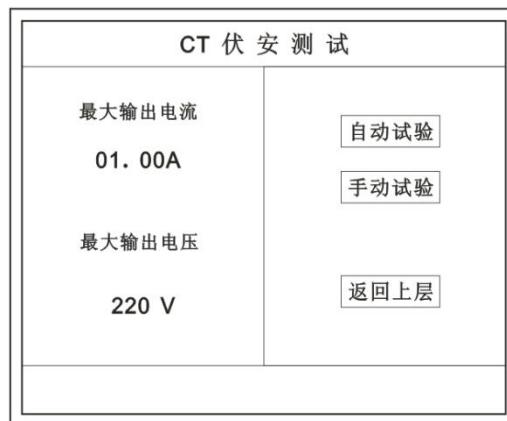 CT 伏 安 测 试
最大输出电流
01. 00A
最大输出电压
220 V
自动试验
手动试验
返回上层